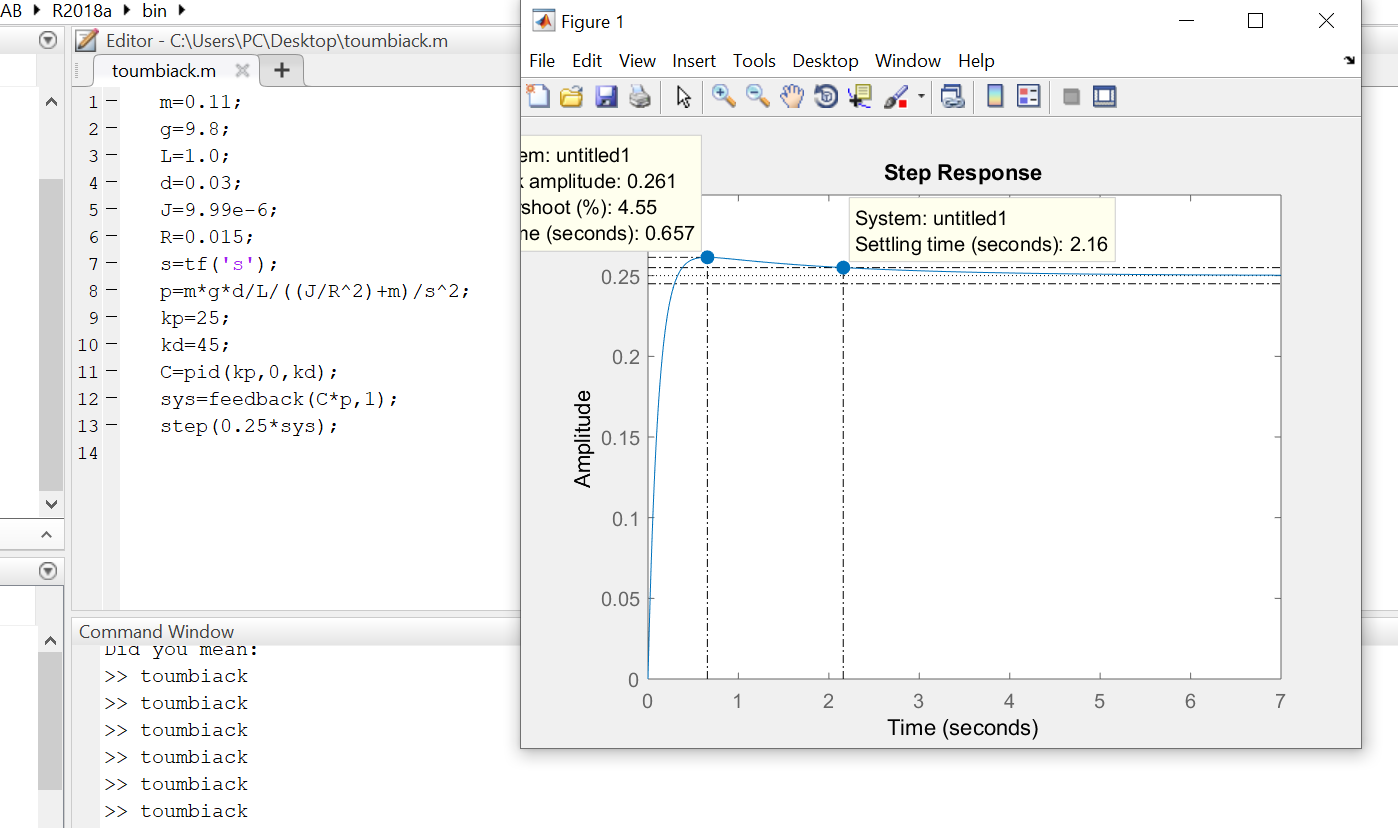 AB R2018a bin
Editor - C:\Users\PC\Desktop\toumbiack.m
toumbiack.m
1 m=0.11;
2 g=9.8;
3 L=1.0;
4 d=0.03;
5 J=9.99e-6;
6 R=0.015;
7 s=tf('s');
8 p=m*g*d/L/((J/R^2)+m)/s^2;
9 kp=25;
10 kd=45;
11 C=pid(kp,0,kd);
12 sys=feedback(C*p,1);
13 step(0.25*sys);
14
Command Window
Did you mean:
>> toumbiack
>> toumbiack
>> toumbiack
>> toumbiack
>> toumbiack
>> toumbiack
Figure 1
File Edit View Insert Tools Desktop Window Help
em: untitled1
k amplitude: 0.261
rshoot (%): 4.55
me (seconds): 0.657
Step Response
System: untitled1
Settling time (seconds): 2.16
Amplitude
0.25
0.2
0.15
0.1
0.05
0
0 1 2 3 4 5 6 7
Time (seconds)